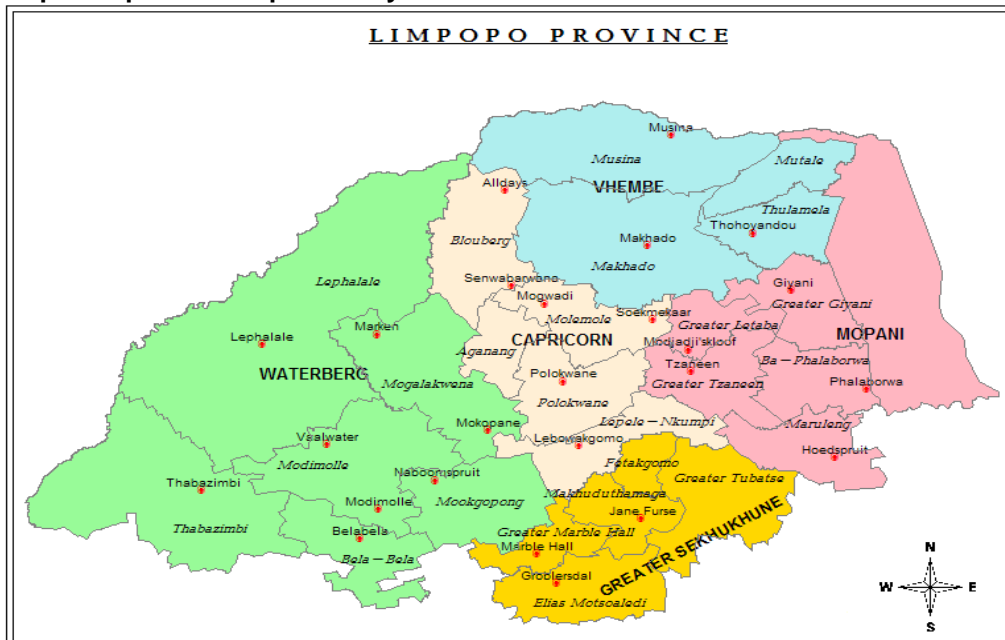 LIMPOPO PROVINCE
Musina
Musina
Mutale
VHEMBE
Alldays
Thulamela
Thohoyandou
Blouberg
Makhado
Makhado
Lephalale
Senwabarwana
Giyani
Mogwadi
Greater Giyani
Molemole
Soekmekaar
Greater Letaba
Marken
Lephalale
CAPRICORN
MOPANI
Aganang
Modjadji'skloof
Ba-Phalaborwa
Tzaneen
WATERBERG
Polokwane
Greater Tzaneen
Mogalakwena
Phalaborwa
Polokwane
Lepele-Nkumpi
Maruleng
Mokopane
Vaalwater
Lebowakgomo
Hoedspruit
Modimolle
Fetakgomo
Naboomspruit
Greater Tubatse
Thabazimbi
Makhuduthamaga
Mookgopong
Modimolle
Jane Furse
Thabazimbi
Belabela
Greater Marble Hall
GREATER SEKHUKHUNE
Bela-Bela
Marble Hall
Groblersdal
Elias Motsoaledi
N
W
E
S